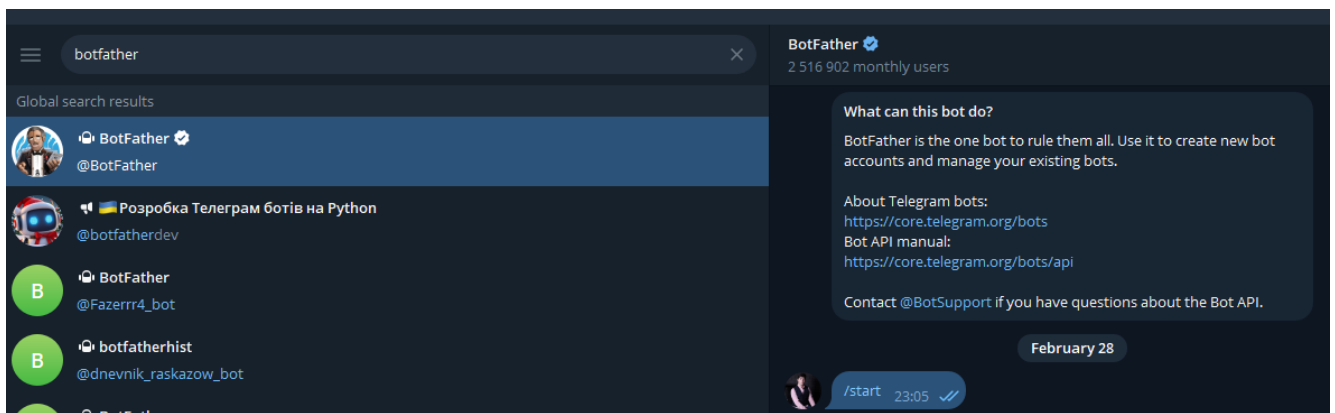 botfather
Global search results
BotFather
@BotFather
Розробка Телеграм ботів на Python
@botfatherdev
B
BotFather
@Fazerrr4_bot
B
botfatherhist
@dnevnik_raskazow_bot
BotFather
2 516 902 monthly users
What can this bot do?
BotFather is the one bot to rule them all. Use it to create new bot
accounts and manage your existing bots.
About Telegram bots:
https://core.telegram.org/bots
Bot API manual:
https://core.telegram.org/bots/api
Contact @BotSupport if you have questions about the Bot API.
February 28
/start 23:05